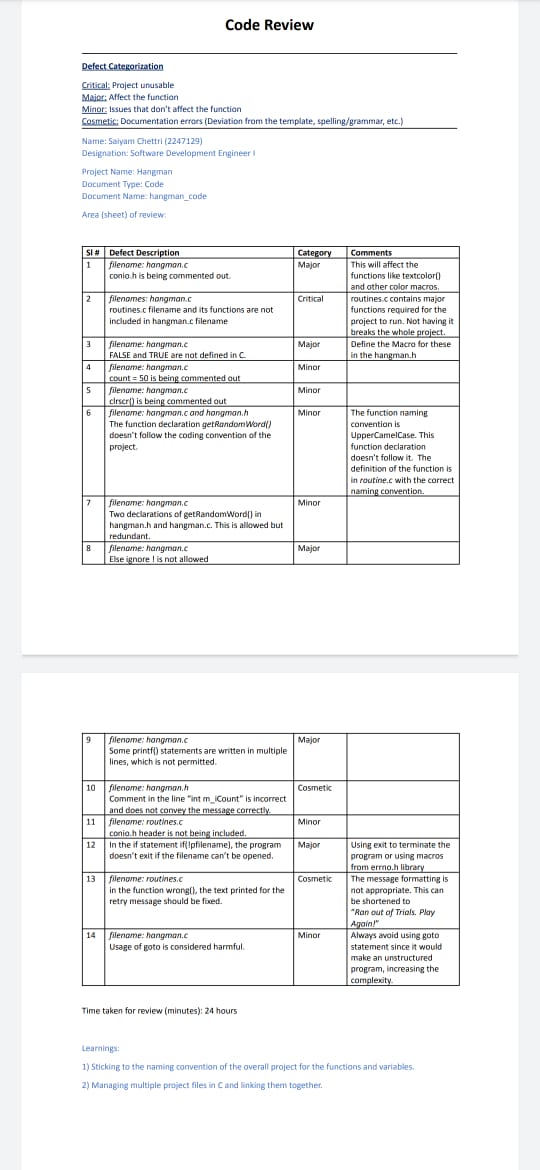 Code Review
Defect Categorization
Critical: Project unusable
Major: Affect the function
Minor: Issues that don't affect the function
Cosmetic: Documentation errors (Deviation from the template, spelling/grammar, etc.)
Name: Saiyam Chettri (2247129)
Designation: Software Development Engineer I
Project Name: Hangman
Document Type: Code
Document Name: hangman_code
Area (sheet) of review:
Sl # Defect Description Category Comments
1 filename: hangman.c Major This will affect the
conio.h is being commented out. functions like textcolor()
and other color macros.
2 filenames: hangman.c Critical routines.c contains major
routines.c filename and its functions are not functions required for the
included in hangman.c filename project to run. Not having it
breaks the whole project.
3 filename: hangman.c Major Define the Macro for these
FALSE and TRUE are not defined in C. in the hangman.h
4 filename: hangman.c Minor
count = 50 is being commented out
5 filename: hangman.c Minor
clrscr() is being commented out
6 filename: hangman.c and hangman.h Minor The function naming
The function declaration getRandomWord() convention is
doesn't follow the coding convention of the UpperCamelCase. This
project. function declaration
doesn't follow it. The
definition of the function is
in routine.c with the correct
naming convention.
7 filename: hangman.c Minor
Two declarations of getRandomWord() in
hangman.h and hangman.c. This is allowed but
redundant.
8 filename: hangman.c Major
Else ignore ! is not allowed
9 filename: hangman.c Major
Some printf() statements are written in multiple
lines, which is not permitted.
10 filename: hangman.h Cosmetic
Comment in the line "int m_iCount" is incorrect
and does not convey the message correctly.
11 filename: routines.c Minor
conio.h header is not being included.
12 In the if statement if(!pfilename), the program Major Using exit to terminate the
doesn't exit if the filename can't be opened. program or using macros
from errno.h library
13 filename: routines.c Cosmetic The message formatting is
in the function wrong(), the text printed for the not appropriate. This can
retry message should be fixed. be shortened to
"Ran out of Trials. Play
Again!"
14 filename: hangman.c Minor Always avoid using goto
Usage of goto is considered harmful. statement since it would
make an unstructured
program, increasing the
complexity.
Time taken for review (minutes): 24 hours
Learnings:
1) Sticking to the naming convention of the overall project for the functions and variables.
2) Managing multiple project files in C and linking them together.